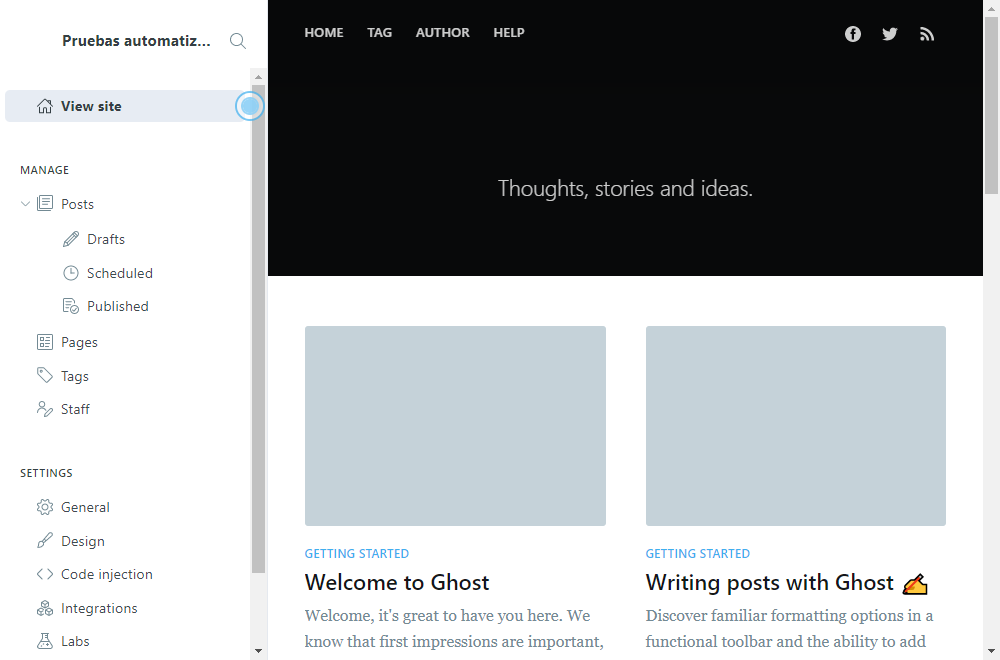 Pruebas automatiz...
View site
MANAGE
Posts
Drafts
Scheduled
Published
Pages
Tags
Staff
SETTINGS
General
Design
Code injection
Integrations
Labs
HOME TAG AUTHOR HELP
Thoughts, stories and ideas.
GETTING STARTED
Welcome to Ghost
Welcome, it's great to have you here. We
know that first impressions are important,
GETTING STARTED
Writing posts with Ghost ✍️
Discover familiar formatting options in a
functional toolbar and the ability to add